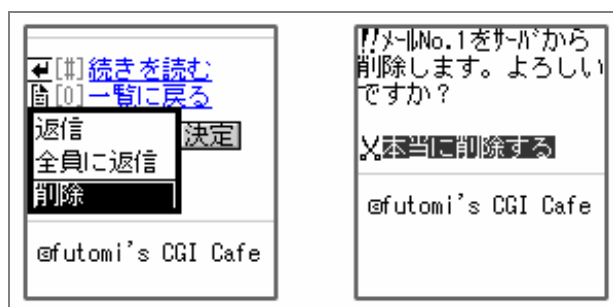 [#]続きを読む
[0]一覧に戻る
返信
決定
全員に返信
削除
@futomi's CGI Cafe
!!ﾒｰﾙNo.1をｻｰﾊﾞから
削除します。よろしい
ですか？
本当に削除する
@futomi's CGI Cafe